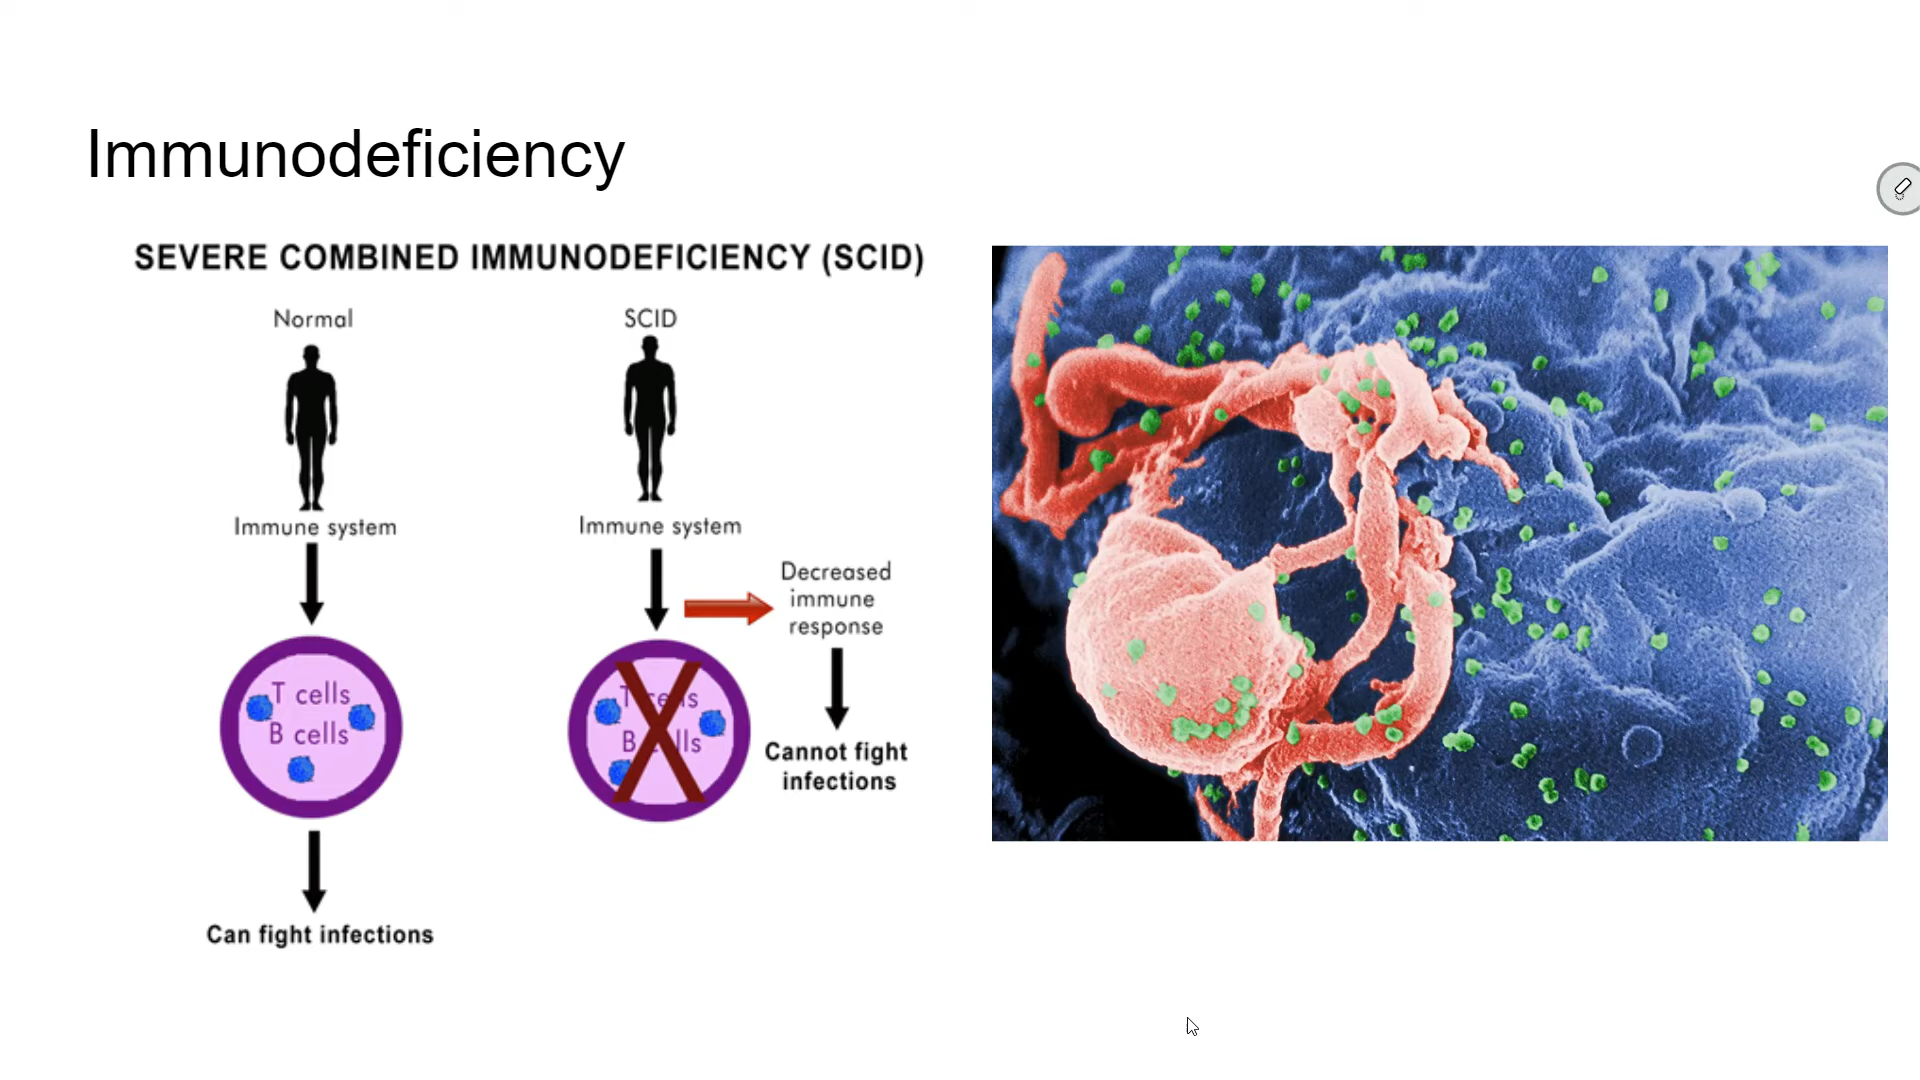 Immunodeficiency
SEVERE COMBINED IMMUNODEFICIENCY (SCID)
Normal
Immune system
T cells
B cells
Can fight infections
SCID
Immune system
T cells
B cells
Decreased
immune
response
Cannot fight
infections